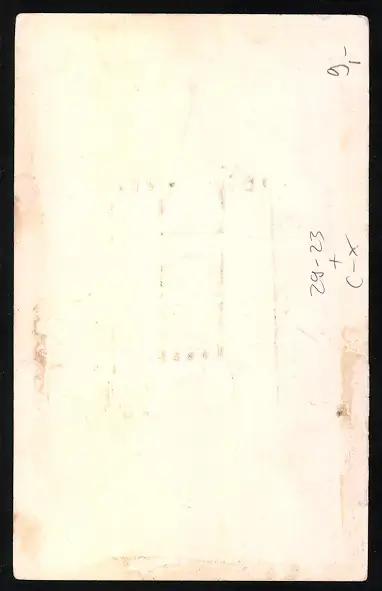 9,-
29-23
+
C-X